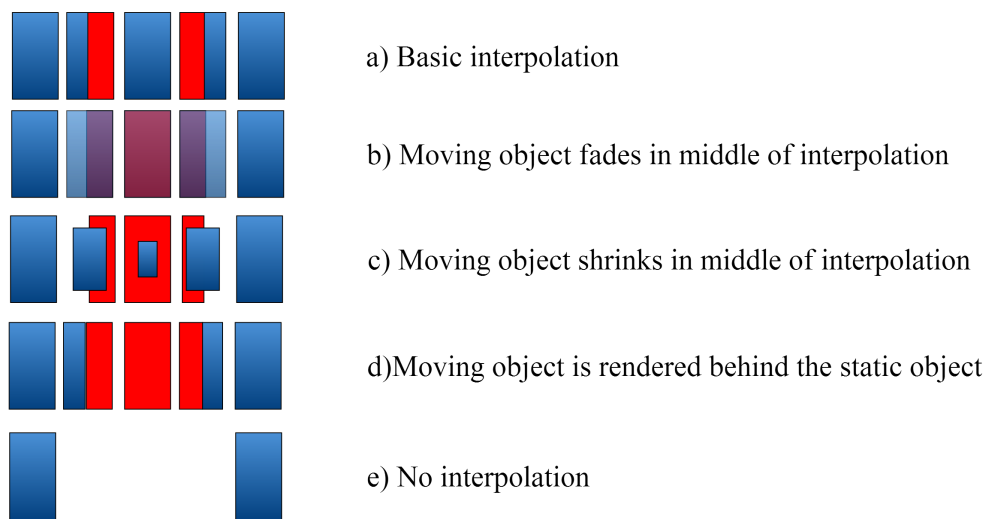 a) Basic interpolation
b) Moving object fades in middle of interpolation
c) Moving object shrinks in middle of interpolation
d)Moving object is rendered behind the static object
e) No interpolation